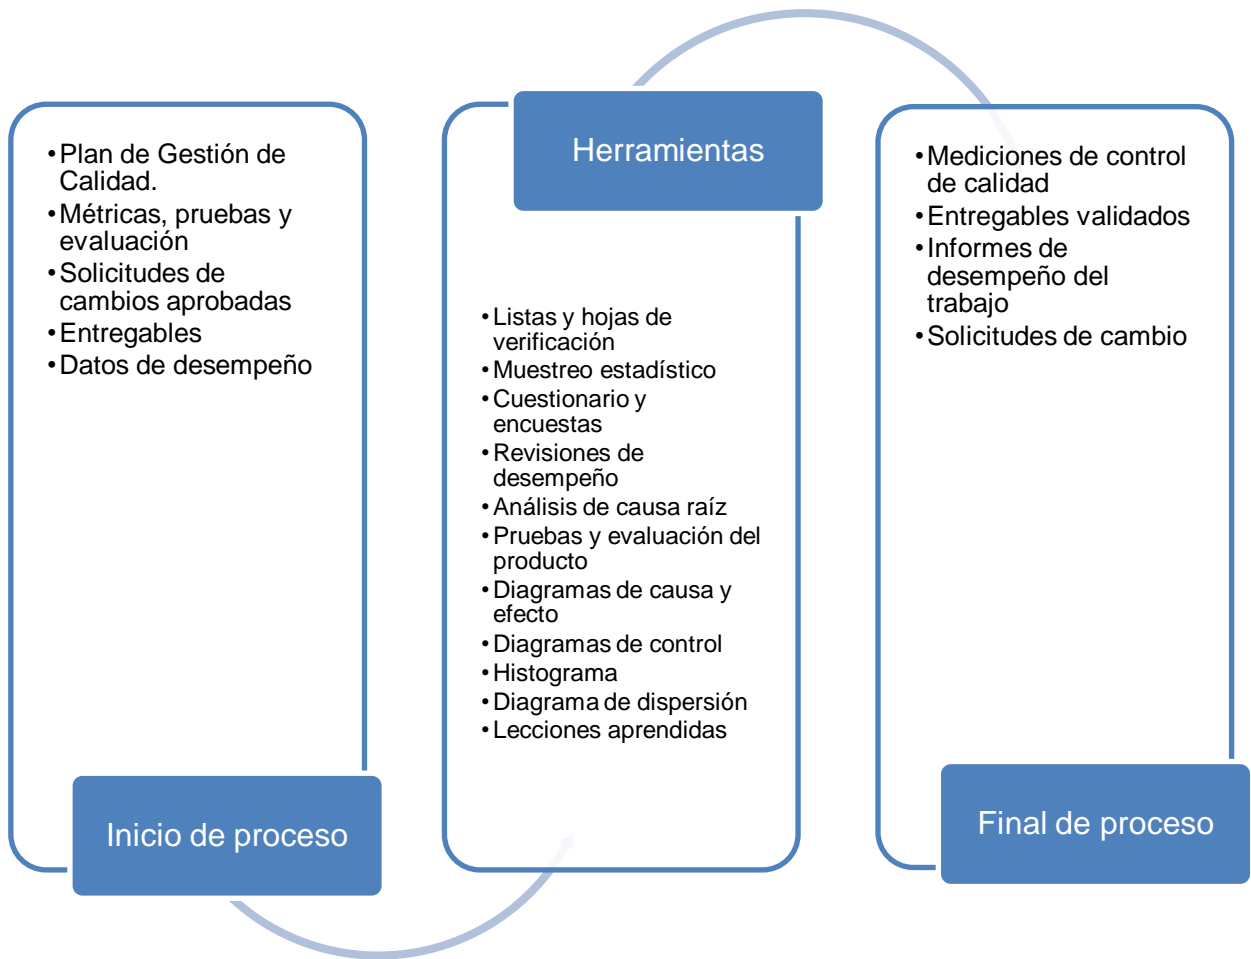 •Plan de Gestión de
Calidad.
•Métricas, pruebas y
evaluación
•Solicitudes de
cambios aprobadas
•Entregables
•Datos de desempeño
Inicio de proceso
Herramientas
•Listas y hojas de
verificación
•Muestreo estadístico
•Cuestionario y
encuestas
•Revisiones de
desempeño
•Análisis de causa raíz
•Pruebas y evaluación del
producto
•Diagramas de causa y
efecto
•Diagramas de control
•Histograma
•Diagrama de dispersión
•Lecciones aprendidas
•Mediciones de control
de calidad
•Entregables validados
•Informes de
desempeño del
trabajo
•Solicitudes de cambio
Final de proceso